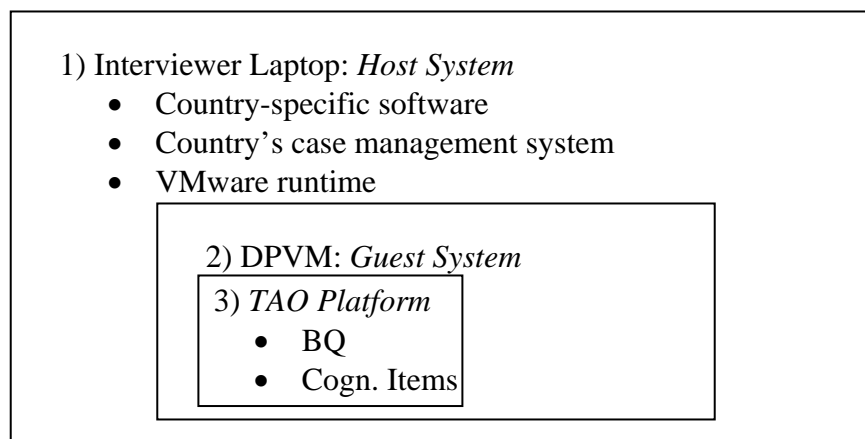 1) Interviewer Laptop: Host System
• Country-specific software
• Country’s case management system
• VMware runtime
2) DPVM: Guest System
3) TAO Platform
• BQ
• Cogn. Items